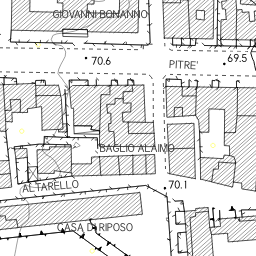 GIOVANNI BONANNO
70.6
PITRE'
69.5
BAGLIO ALAIMO
ALTARELLO
70.1
CASA DI RIPOSO